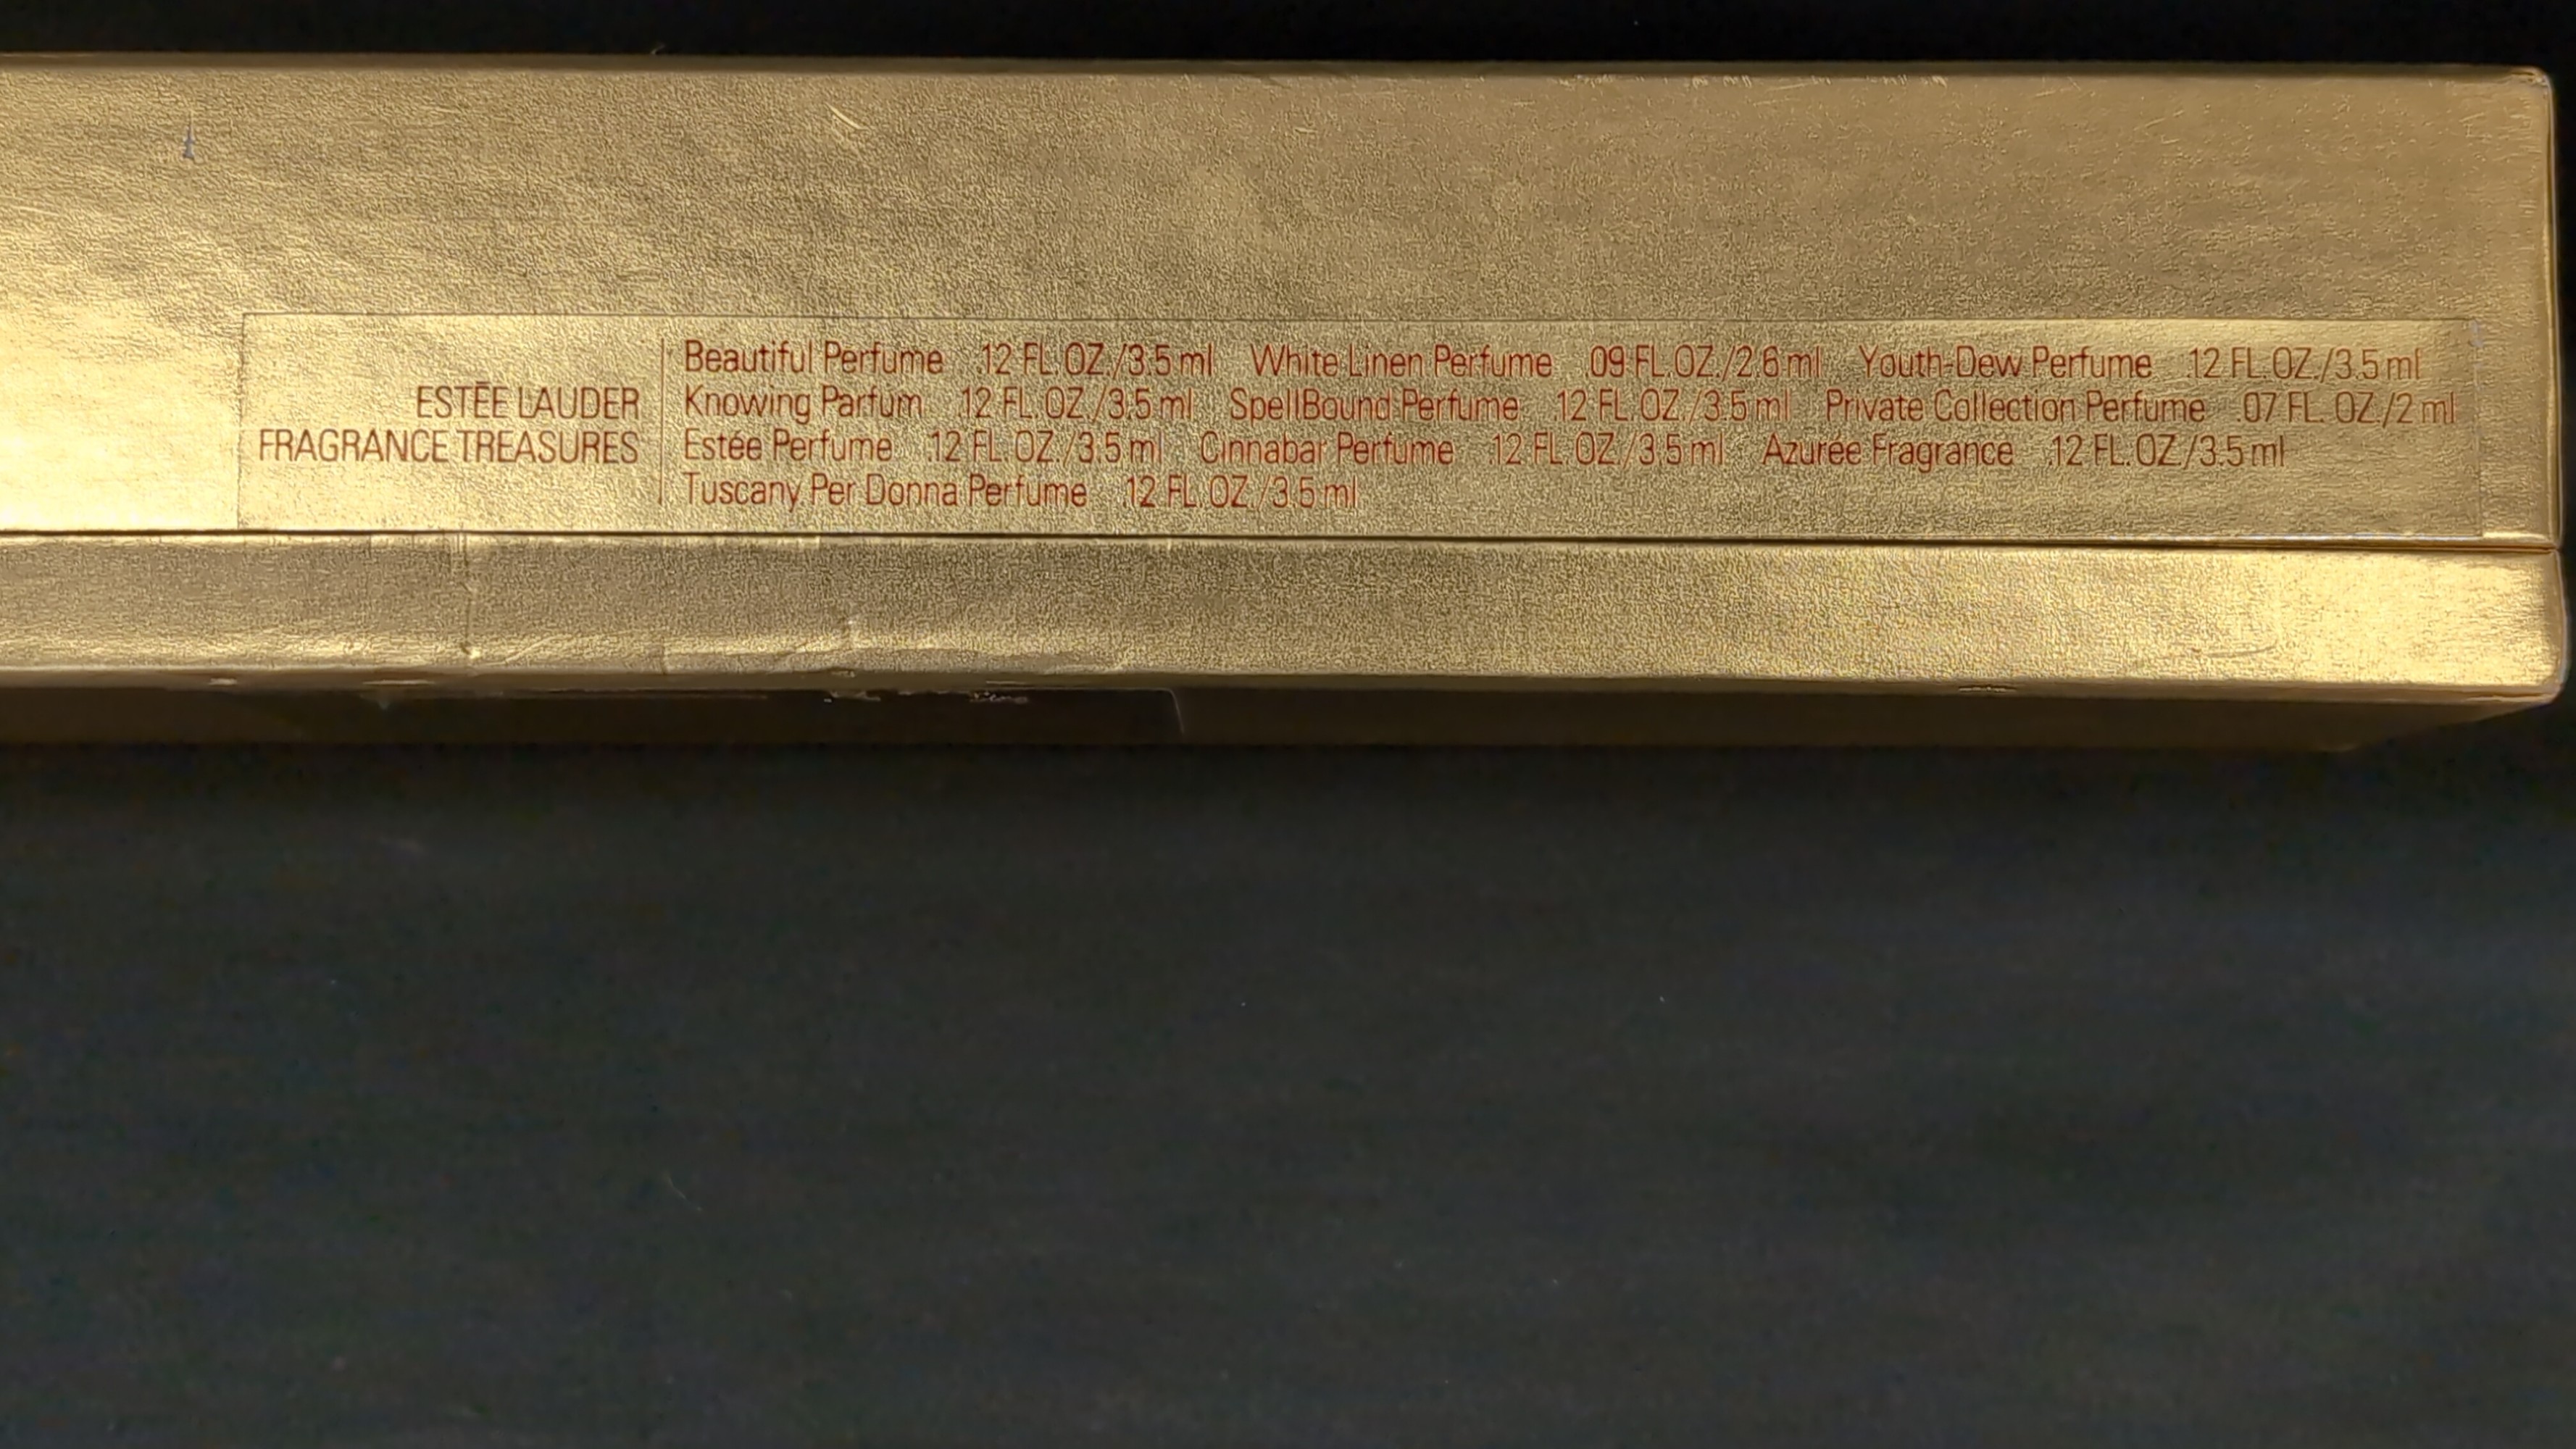 ESTĒE LAUDER
FRAGRANCE TREASURES
Beautiful Perfume .12 FL.OZ./3.5 ml White Linen Perfume .09 FL.OZ./2.6 ml Youth-Dew Perfume .12 FL.OZ./3.5 ml
Knowing Parfum .12 FL.OZ./3.5 ml SpellBound Perfume .12 FL.OZ./3.5 ml Private Collection Perfume .07 FL.OZ./2 ml
Estée Perfume .12 FL.OZ./3.5 ml Cinnabar Perfume .12 FL.OZ./3.5 ml Azurée Fragrance .12 FL.OZ./3.5 ml
Tuscany Per Donna Perfume .12 FL.OZ./3.5 ml